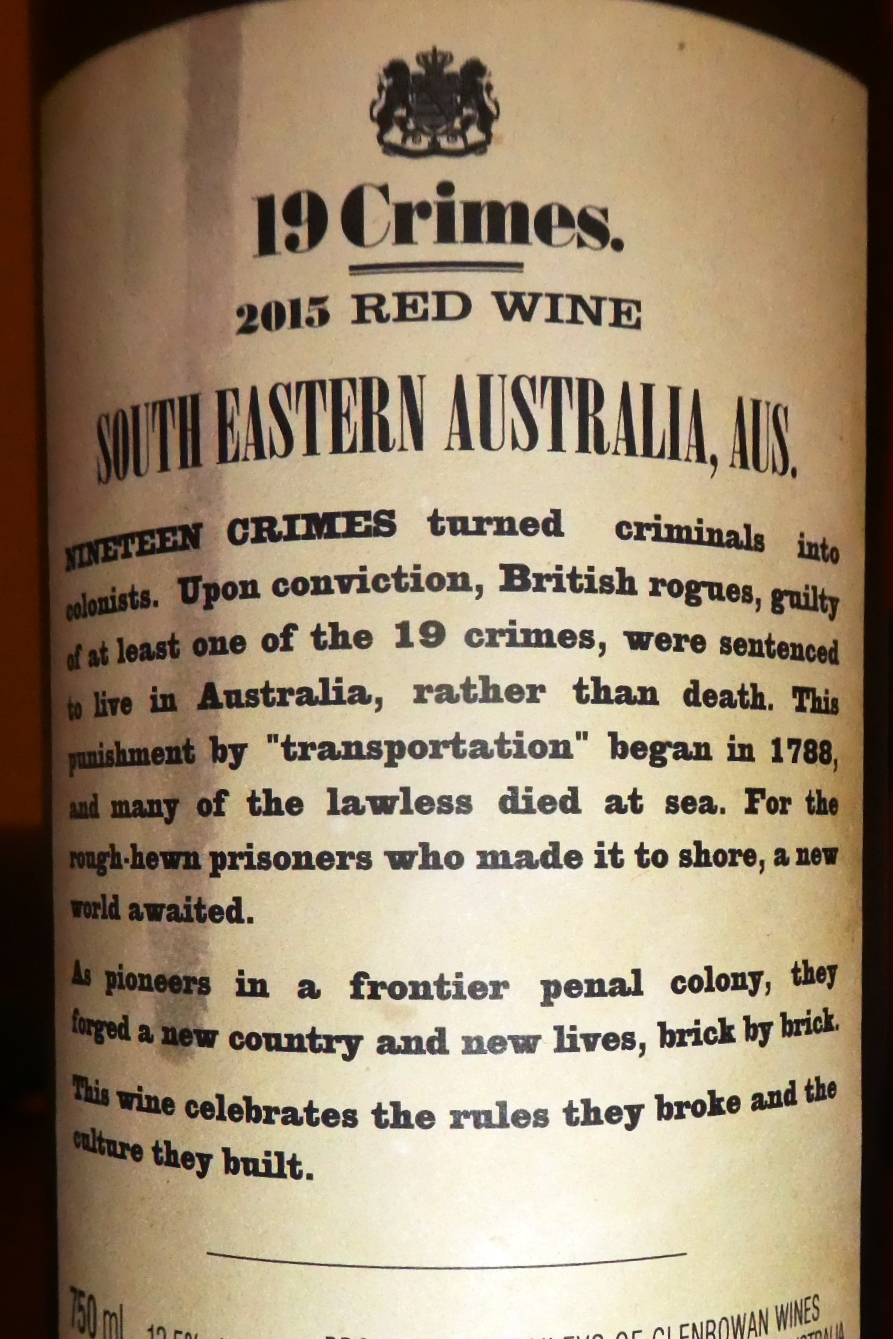 19 Crimes.
2015 RED WINE
SOUTH EASTERN AUSTRALIA, AUS.
NINETEEN CRIMES turned criminals into
colonists. Upon conviction, British rogues, guilty
of at least one of the 19 crimes, were sentenced
to live in Australia, rather than death. This
punishment by "transportation" began in 1788,
and many of the lawless died at sea. For the
rough-hewn prisoners who made it to shore, a new
world awaited.
As pioneers in a frontier penal colony, they
forged a new country and new lives, brick by brick.
This wine celebrates the rules they broke and the
culture they built.
750 ml OF GLENROWAN WINES